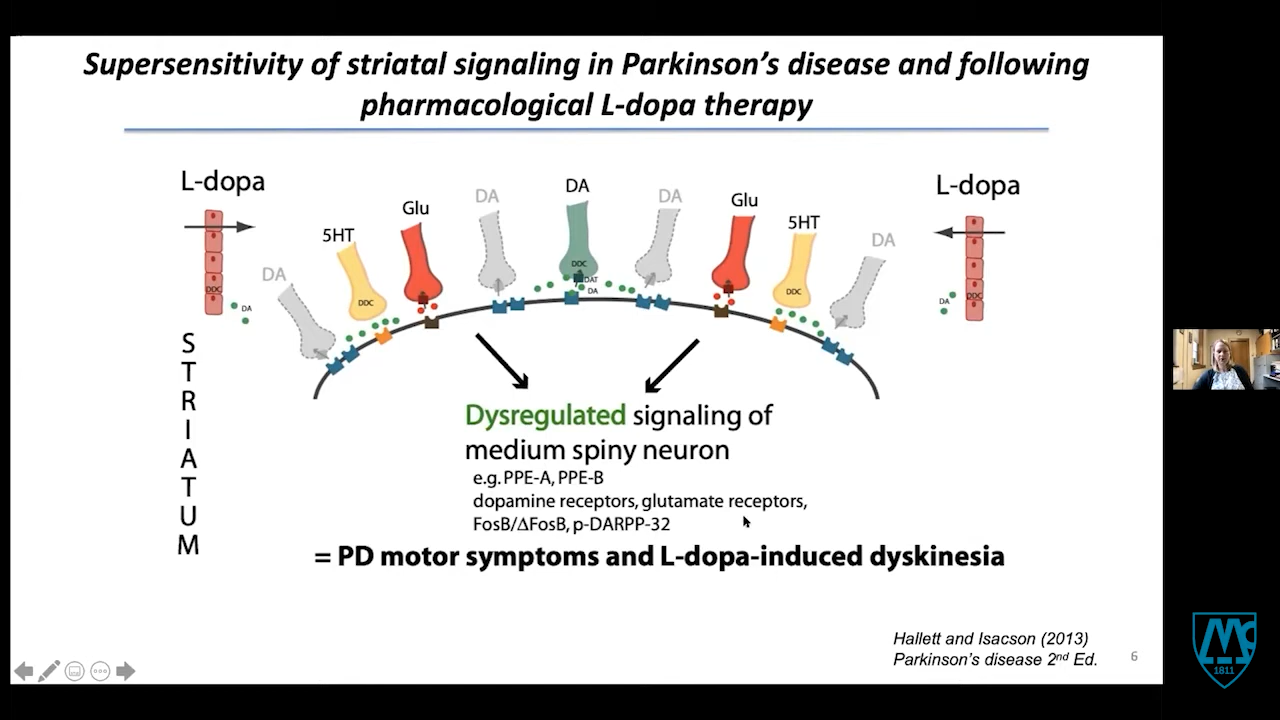 Supersensitivity of striatal signaling in Parkinson's disease and following
pharmacological L-dopa therapy
L-dopa
DDC
DA
DA
5HT
DDC
Glu
DA
DA
DDC
DAT
DA
DA
Glu
5HT
DDC
DA
L-dopa
DA
DDC
STRIATUM
Dysregulated signaling of
medium spiny neuron
e.g. PPE-A, PPE-B
dopamine receptors, glutamate receptors,
FosB/ΔFosB, p-DARPP-32
= PD motor symptoms and L-dopa-induced dyskinesia
Hallett and Isacson (2013)
Parkinson's disease 2nd Ed.
6
1811